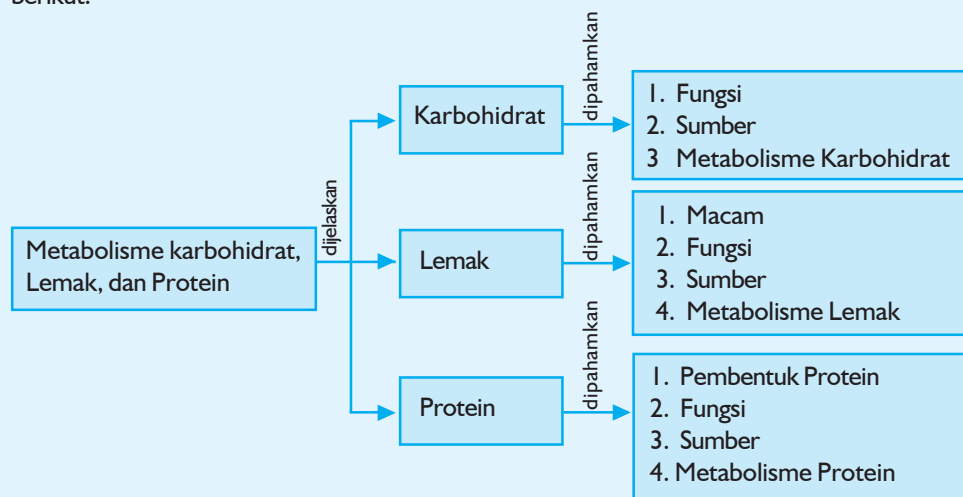 berikut.
Metabolisme karbohidrat,
Lemak, dan Protein
dijelaskan
Karbohidrat
dipahamkan
1. Fungsi
2. Sumber
3 Metabolisme Karbohidrat
Lemak
dipahamkan
1. Macam
2. Fungsi
3. Sumber
4. Metabolisme Lemak
Protein
dipahamkan
1. Pembentuk Protein
2. Fungsi
3. Sumber
4. Metabolisme Protein